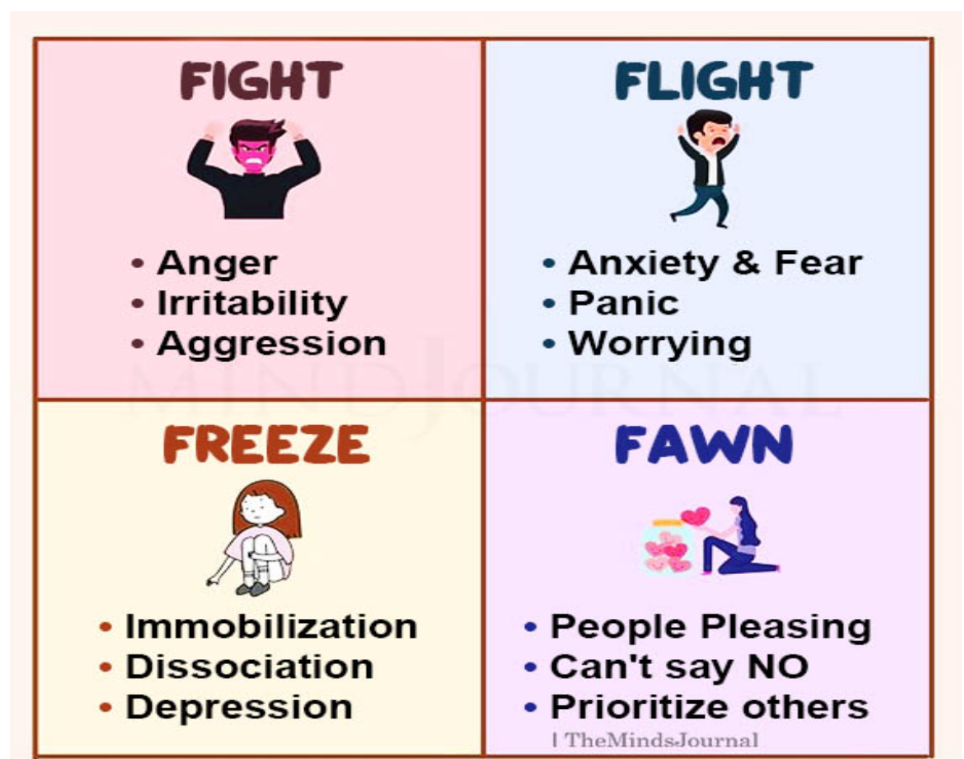 FIGHT
• Anger
• Irritability
• Aggression
FLIGHT
• Anxiety & Fear
• Panic
• Worrying
MINDJOURNAL
FREEZE
• Immobilization
• Dissociation
• Depression
FAWN
• People Pleasing
• Can't say NO
• Prioritize others
| TheMindsJournal